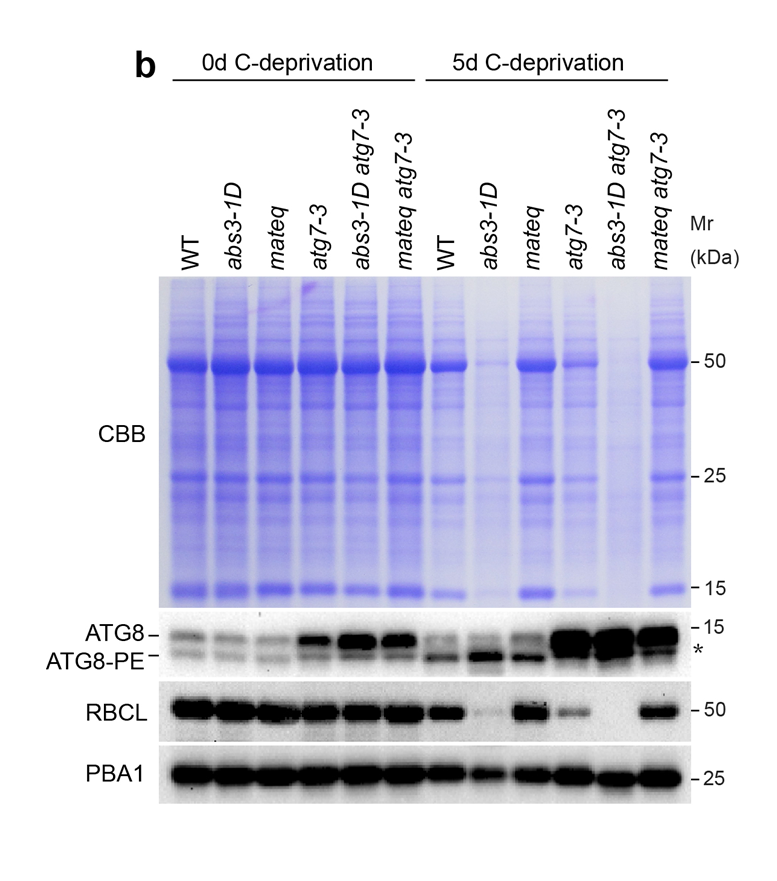 b
0d C-deprivation 5d C-deprivation
WT abs3-1D mateq atg7-3 abs3-1D atg7-3 mateq atg7-3 WT abs3-1D mateq atg7-3 abs3-1D atg7-3 mateq atg7-3
Mr
(kDa)
50
CBB
25
15
ATG8 15
*
ATG8-PE
RBCL 50
PBA1 25